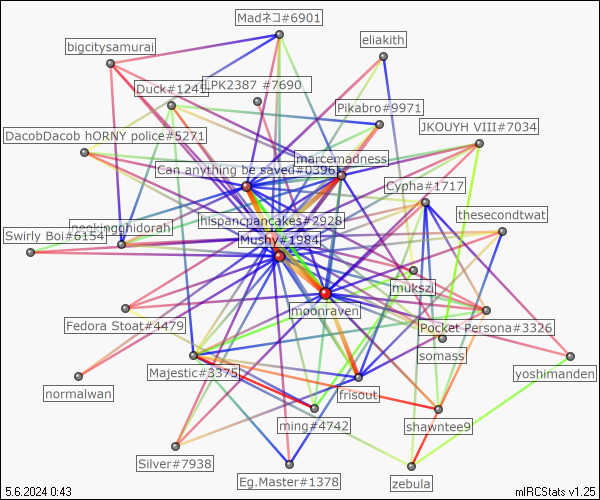 Madネコ#6901
eliakith
bigcitysamurai
LPK2387 #7690
Duck#1241
Pikabro#9971
JKOUYH VIII#7034
DacobDacob hORNY police#5271
marcemadness
Can anything be saved#0396
Cypha#1717
thesecondtwat
hispancpancakes#2928
neokingghidorah
Swirly Boi#6154
Mushy#1984
mukszi
moonraven
Fedora Stoat#4479
Pocket Persona#3326
somass
Majestic#3375
yoshimanden
normalwan
frisout
ming#4742
shawntee9
Silver#7938
Eg.Master#1378
zebula
5.6.2024 0:43
mIRCStats v1.25